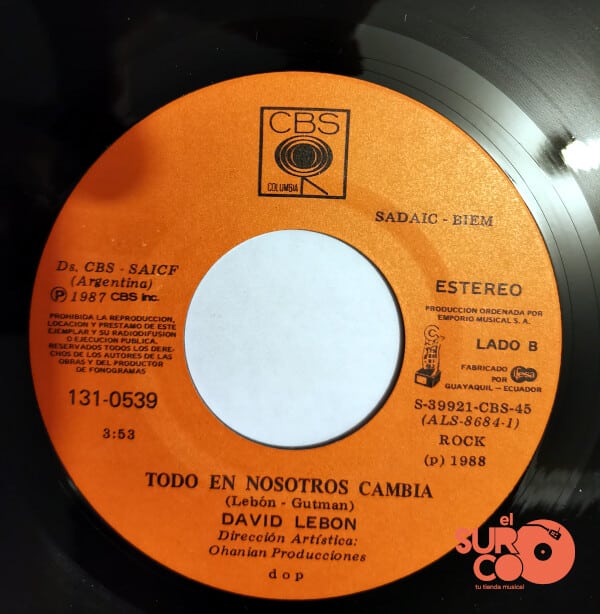 CBS
COLUMBIA
SADAIC - BIEM
Ds. CBS - SAICF
(Argentina)
Ⓟ 1987 CBS Inc.
PROHIBIDA LA REPRODUCCION,
LOCACION Y PRESTAMO DE ESTE
EJEMPLAR Y SU RADIODIFUSION
O EJECUCION PUBLICA.
RESERVADOS TODOS LOS DERE-
CHOS DE LOS AUTORES DE LAS
OBRAS Y DEL PRODUCTOR
DE FONOGRAMAS
131-0539
3:53
ESTEREO
PRODUCCION ORDENADA POR
EMPORIO MUSICAL S. A.
LADO B
FABRICADO
POR
GUAYAQUIL — ECUADOR
S-39921-CBS-45
(ALS-8684-1)
ROCK
(p) 1988
TODO EN NOSOTROS CAMBIA
(Lebón - Gutman)
DAVID LEBON
Dirección Artística:
Ohanian Producciones
d o p
el
SURCO
tu tienda musical